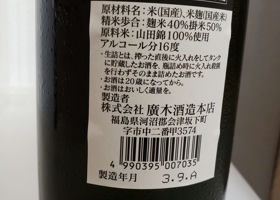 原材料名:米(国産)、米麹(国産米)
精米歩合:麹米40%掛米50%
原料米:山田錦100%使用
アルコール分16度
・生詰とは、搾った直後に火入れをしてタンク
に貯蔵したお酒を、瓶詰め時に火入れ殺菌
を行わずそのまま詰めたお酒です。
・お酒は20歳になってから。
・お酒はおいしく適量を。
製造者
株式会社 廣木酒造本店
福島県河沼郡会津坂下町
字市中二番甲3574
4 990395 007035
製造年月 3.9.A